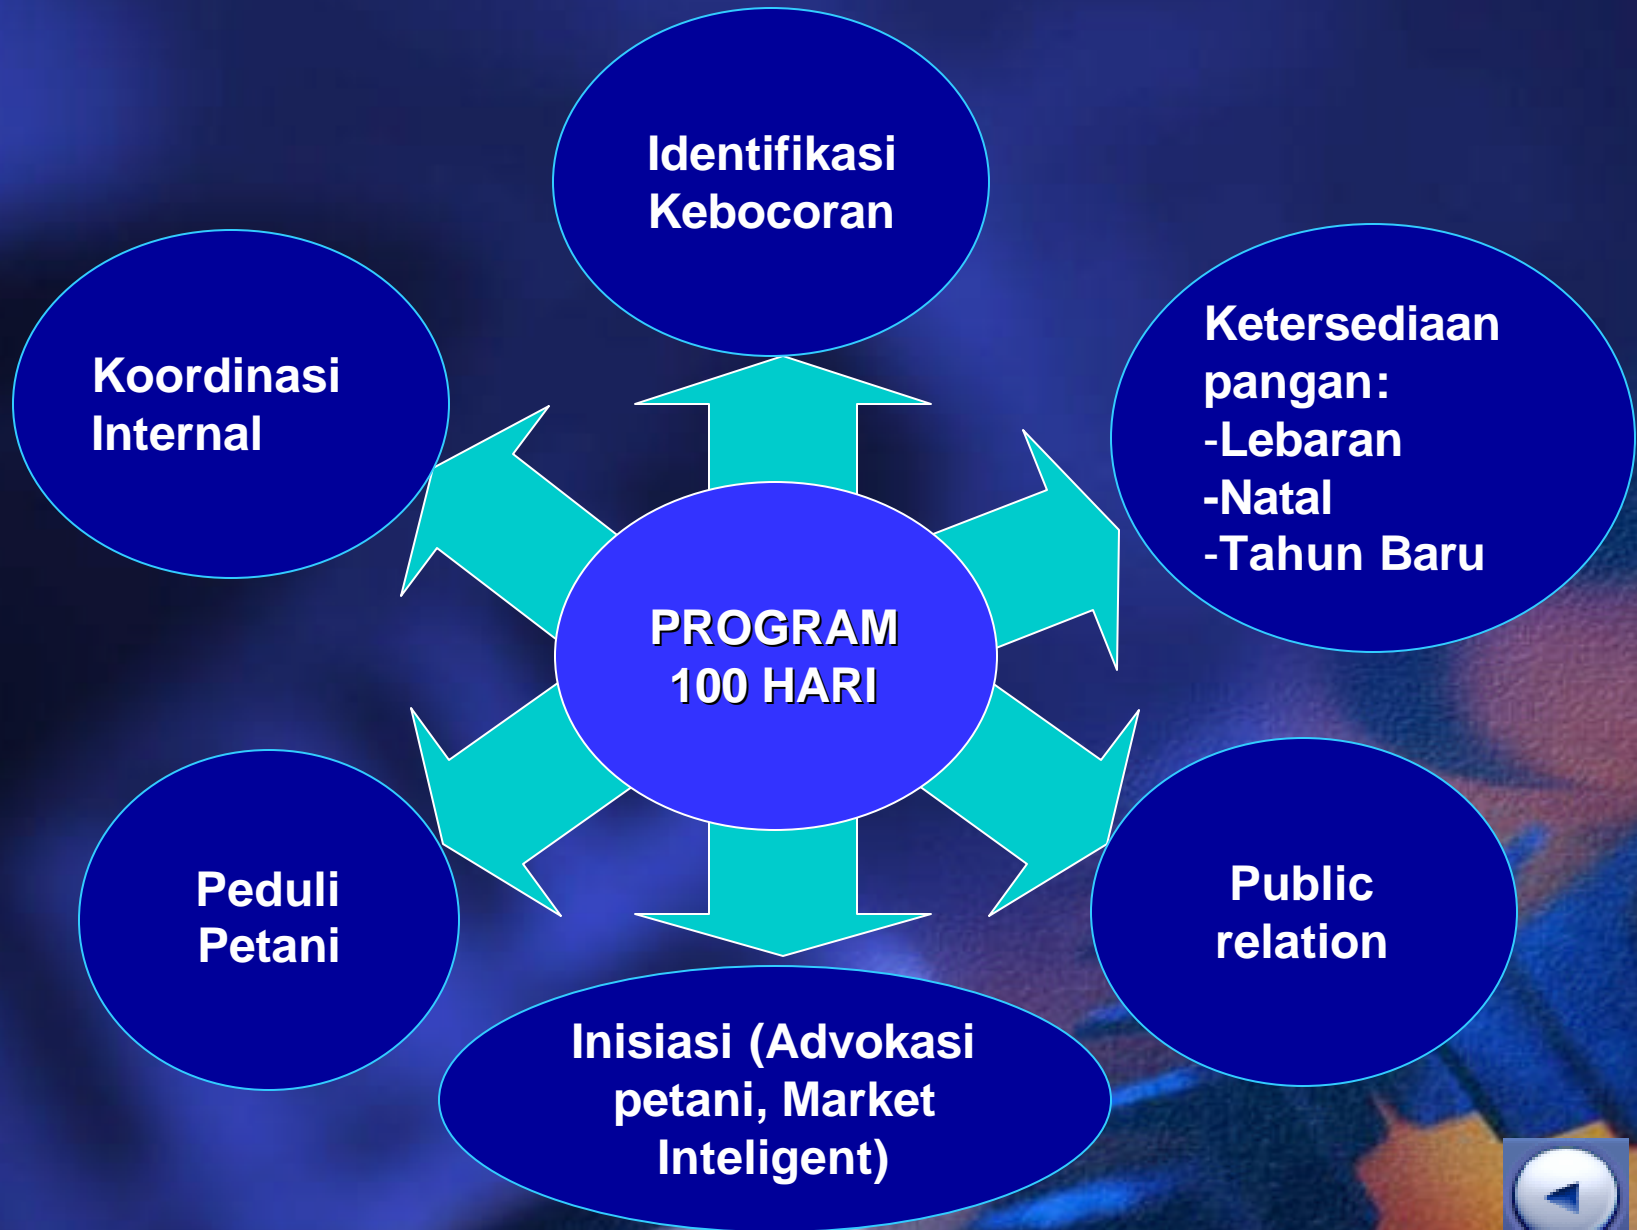 Identifikasi
Kebocoran
Koordinasi
Internal
Ketersediaan
pangan:
-Lebaran
-Natal
-Tahun Baru
PROGRAM
100 HARI
Peduli
Petani
Public
relation
Inisiasi (Advokasi
petani, Market
Inteligent)